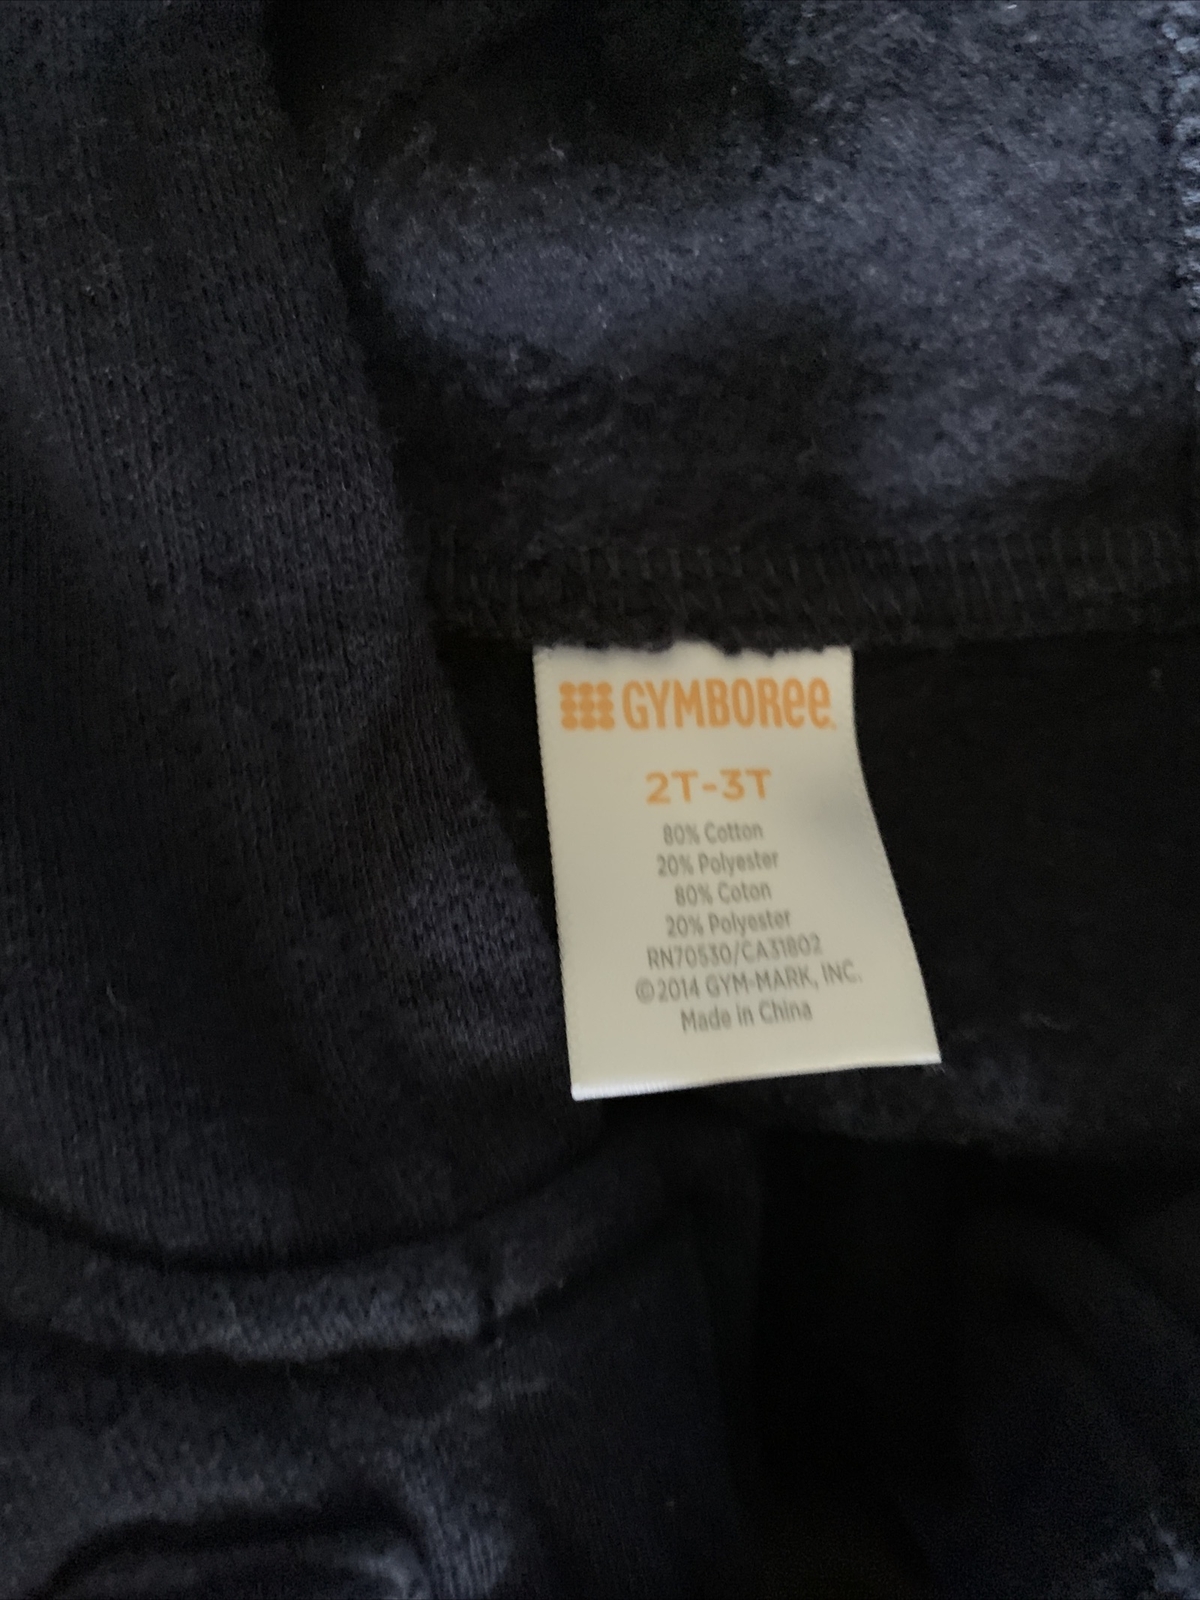 GYMBOREE
2T-3T
80% Cotton
20% Polyester
80% Coton
20% Polyester
RN70530/CA31802
©2014 GYM-MARK, INC.
Made in China